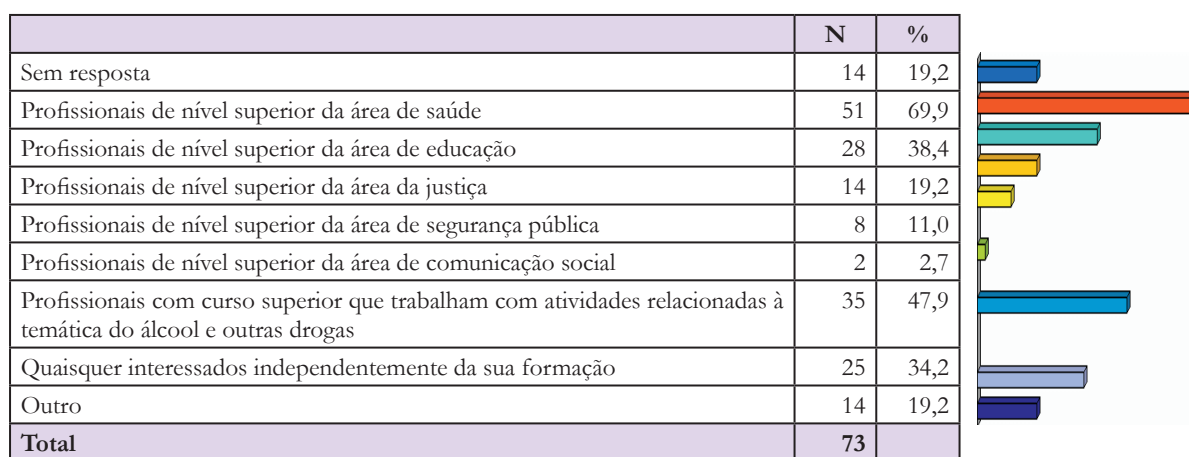 N %
Sem resposta 14 19,2
Profissionais de nível superior da área de saúde 51 69,9
Profissionais de nível superior da área de educação 28 38,4
Profissionais de nível superior da área da justiça 14 19,2
Profissionais de nível superior da área de segurança pública 8 11,0
Profissionais de nível superior da área de comunicação social 2 2,7
Profissionais com curso superior que trabalham com atividades relacionadas à 35 47,9
temática do álcool e outras drogas
Quaisquer interessados independentemente da sua formação 25 34,2
Outro 14 19,2
Total 73